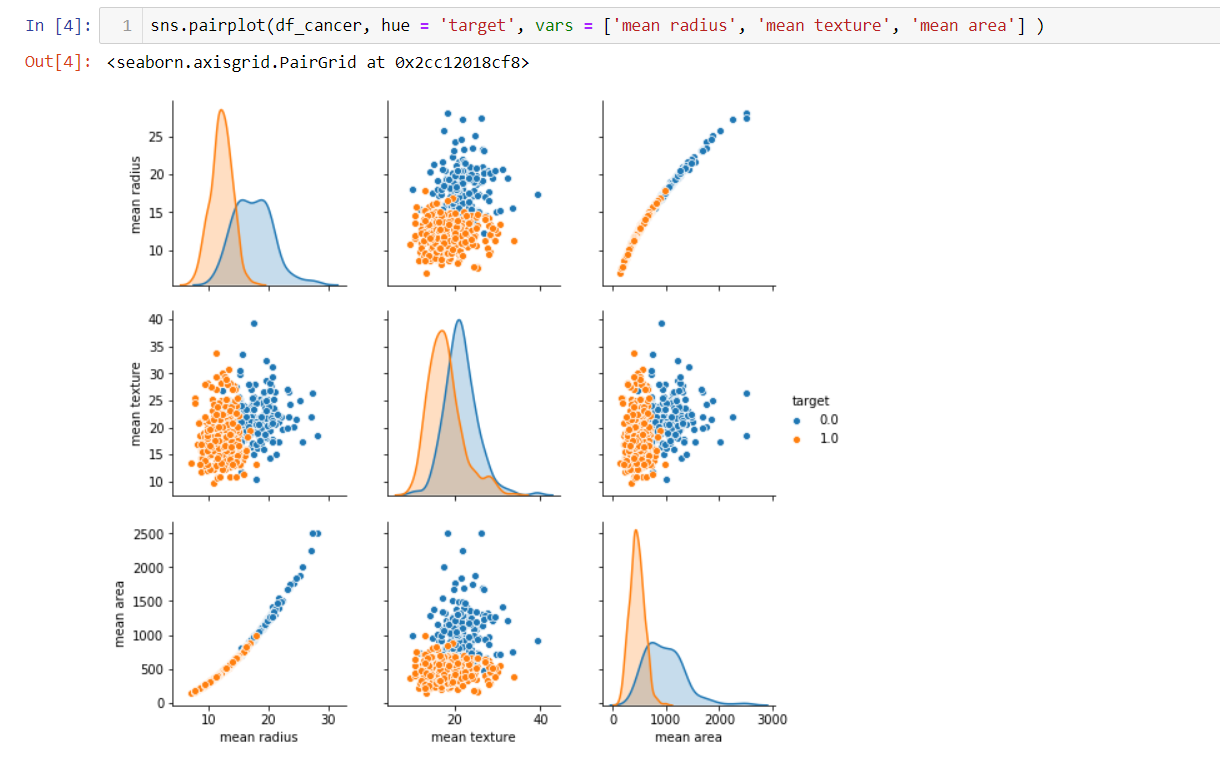 In [4]: 1 sns.pairplot(df_cancer, hue = 'target', vars = ['mean radius', 'mean texture', 'mean area'] )
Out[4]: <seaborn.axisgrid.PairGrid at 0x2cc12018cf8>
mean radius
25
20
15
10
mean texture
40
35
30
25
20
15
10
target
0.0
1.0
mean area
2500
2000
1500
1000
500
0
10 20 30 20 40 0 1000 2000 3000
mean radius mean texture mean area